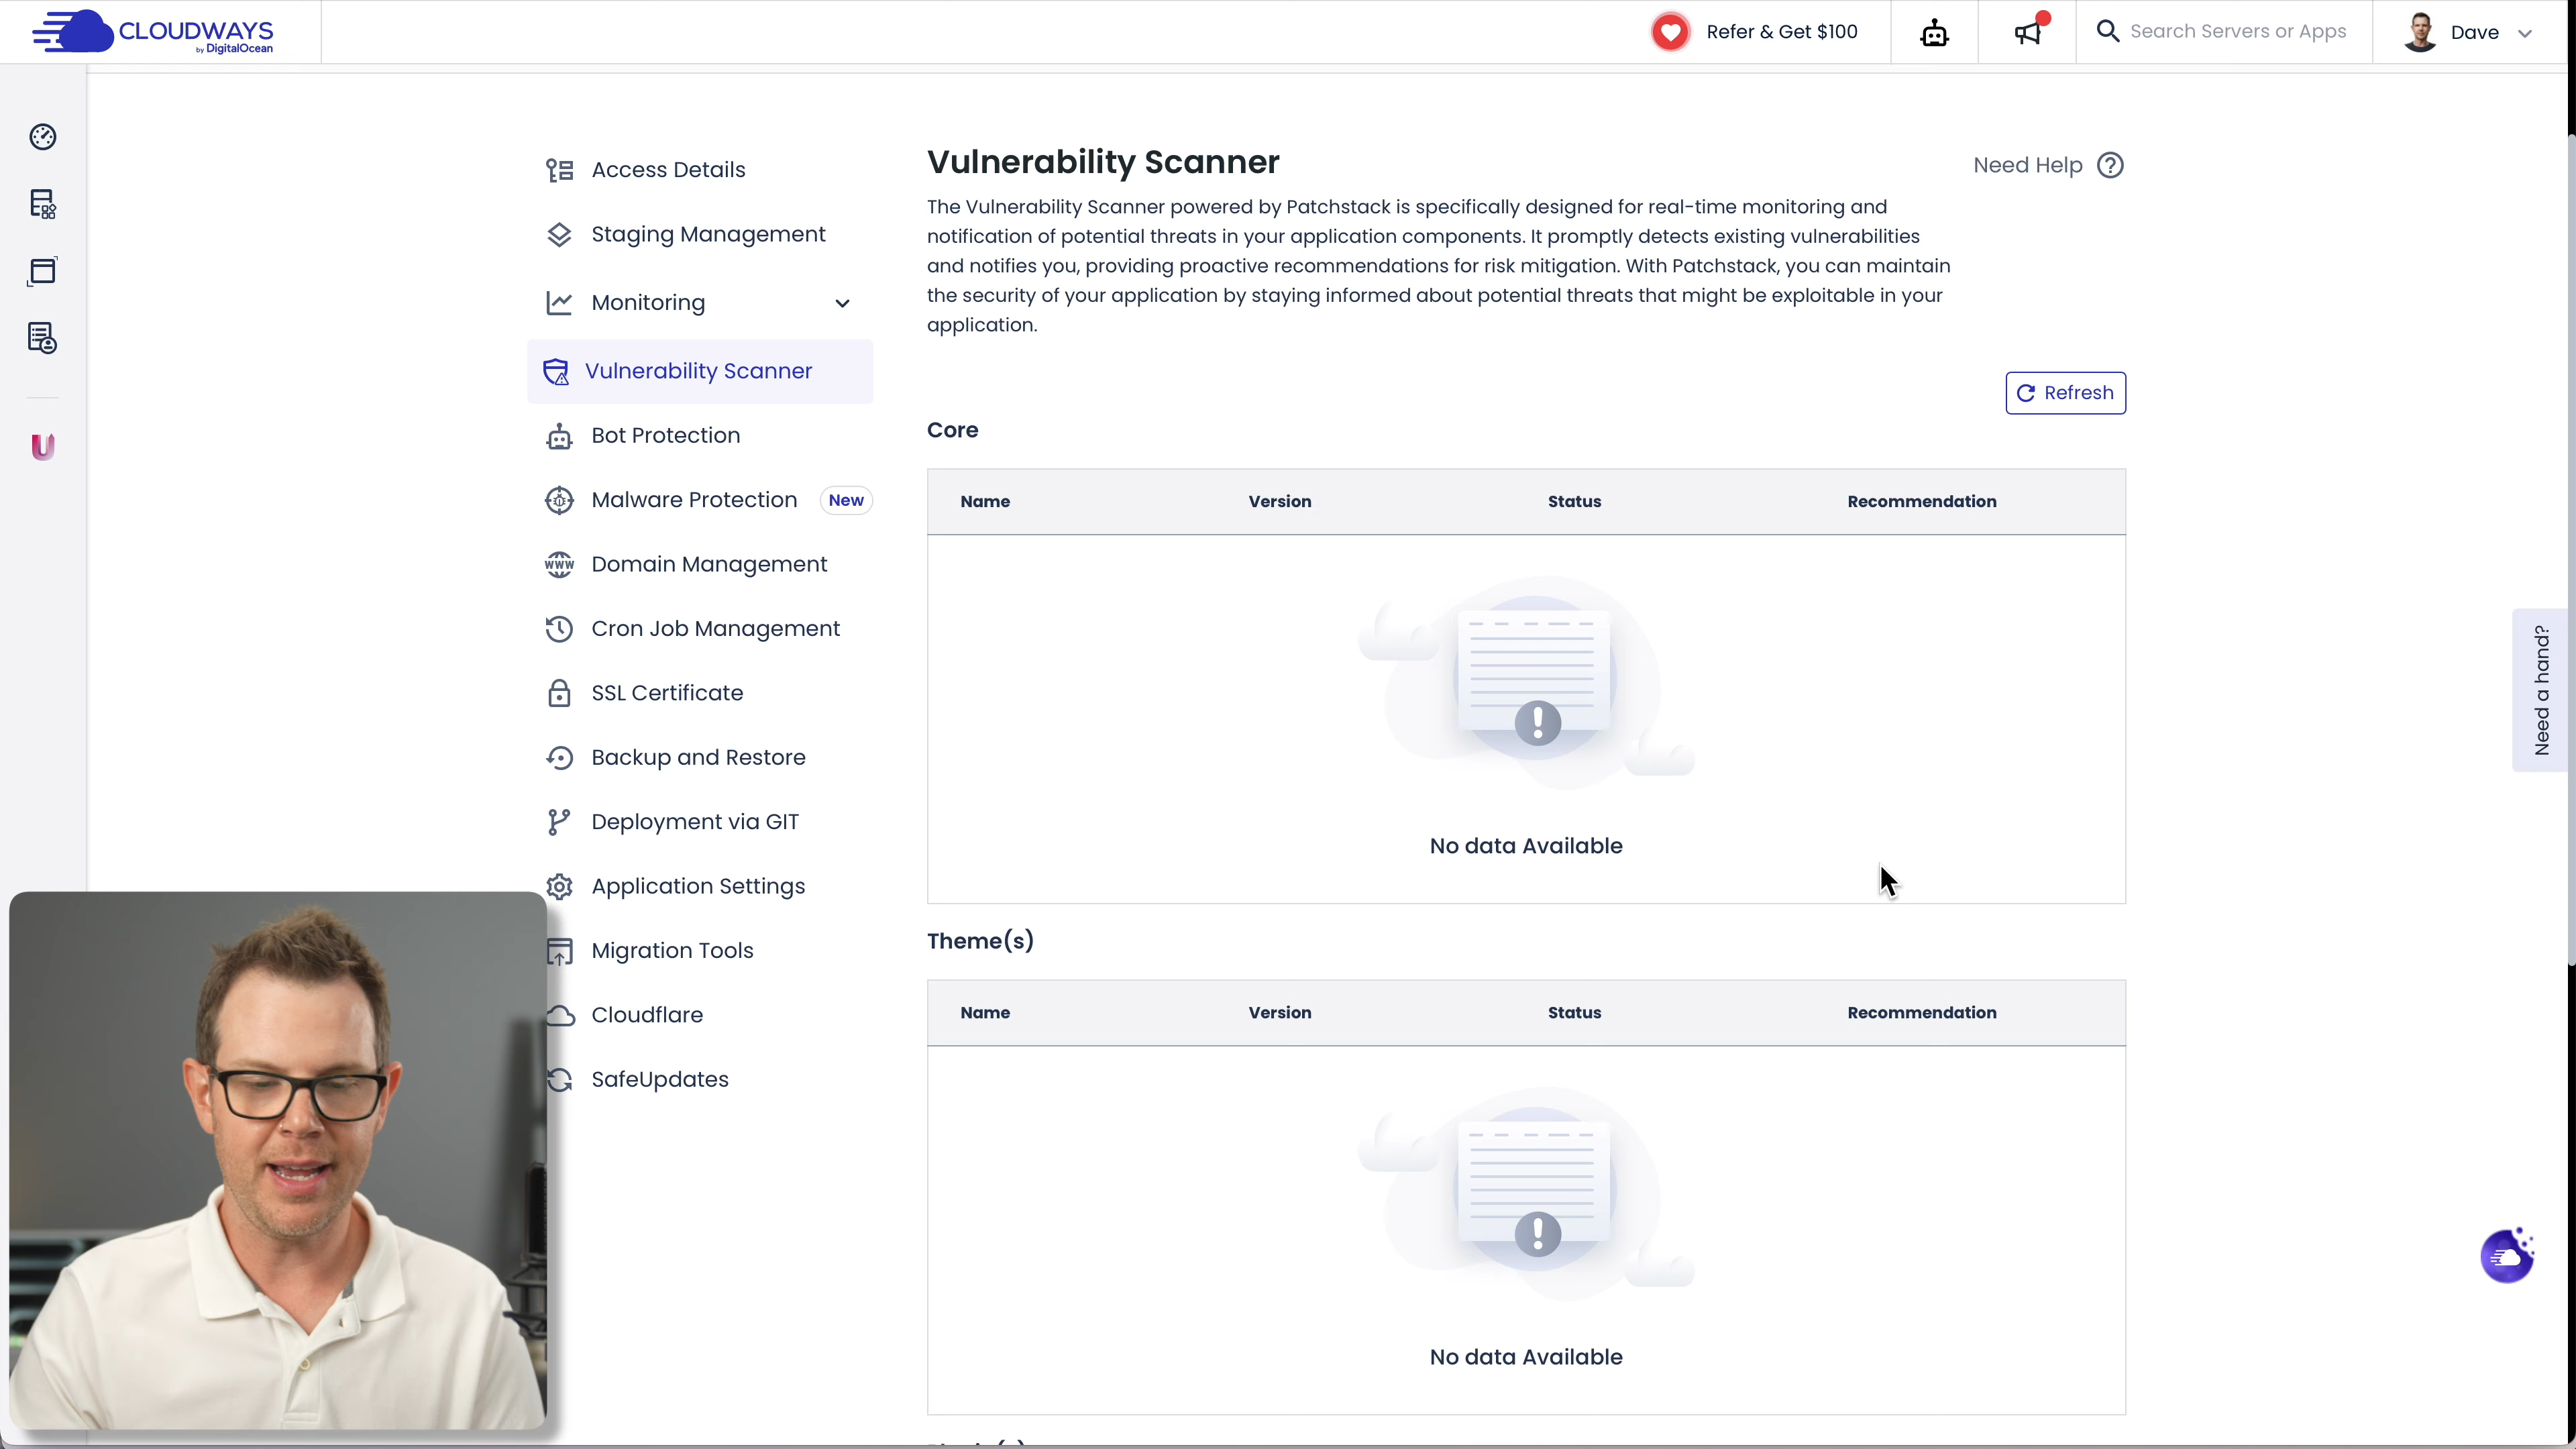 CLOUDWAYS
by DigitalOcean
Refer & Get $100
Search Servers or Apps
Dave
Access Details
Staging Management
Monitoring
Vulnerability Scanner
Bot Protection
Malware Protection
New
Domain Management
Cron Job Management
SSL Certificate
Backup and Restore
Deployment via GIT
Application Settings
Migration Tools
Cloudflare
SafeUpdates
Vulnerability Scanner
Need Help
The Vulnerability Scanner powered by Patchstack is specifically designed for real-time monitoring and
notification of potential threats in your application components. It promptly detects existing vulnerabilities
and notifies you, providing proactive recommendations for risk mitigation. With Patchstack, you can maintain
the security of your application by staying informed about potential threats that might be exploitable in your
application.
Refresh
Core
Name Version Status Recommendation
No data Available
Theme(s)
Name Version Status Recommendation
No data Available
Need a hand?